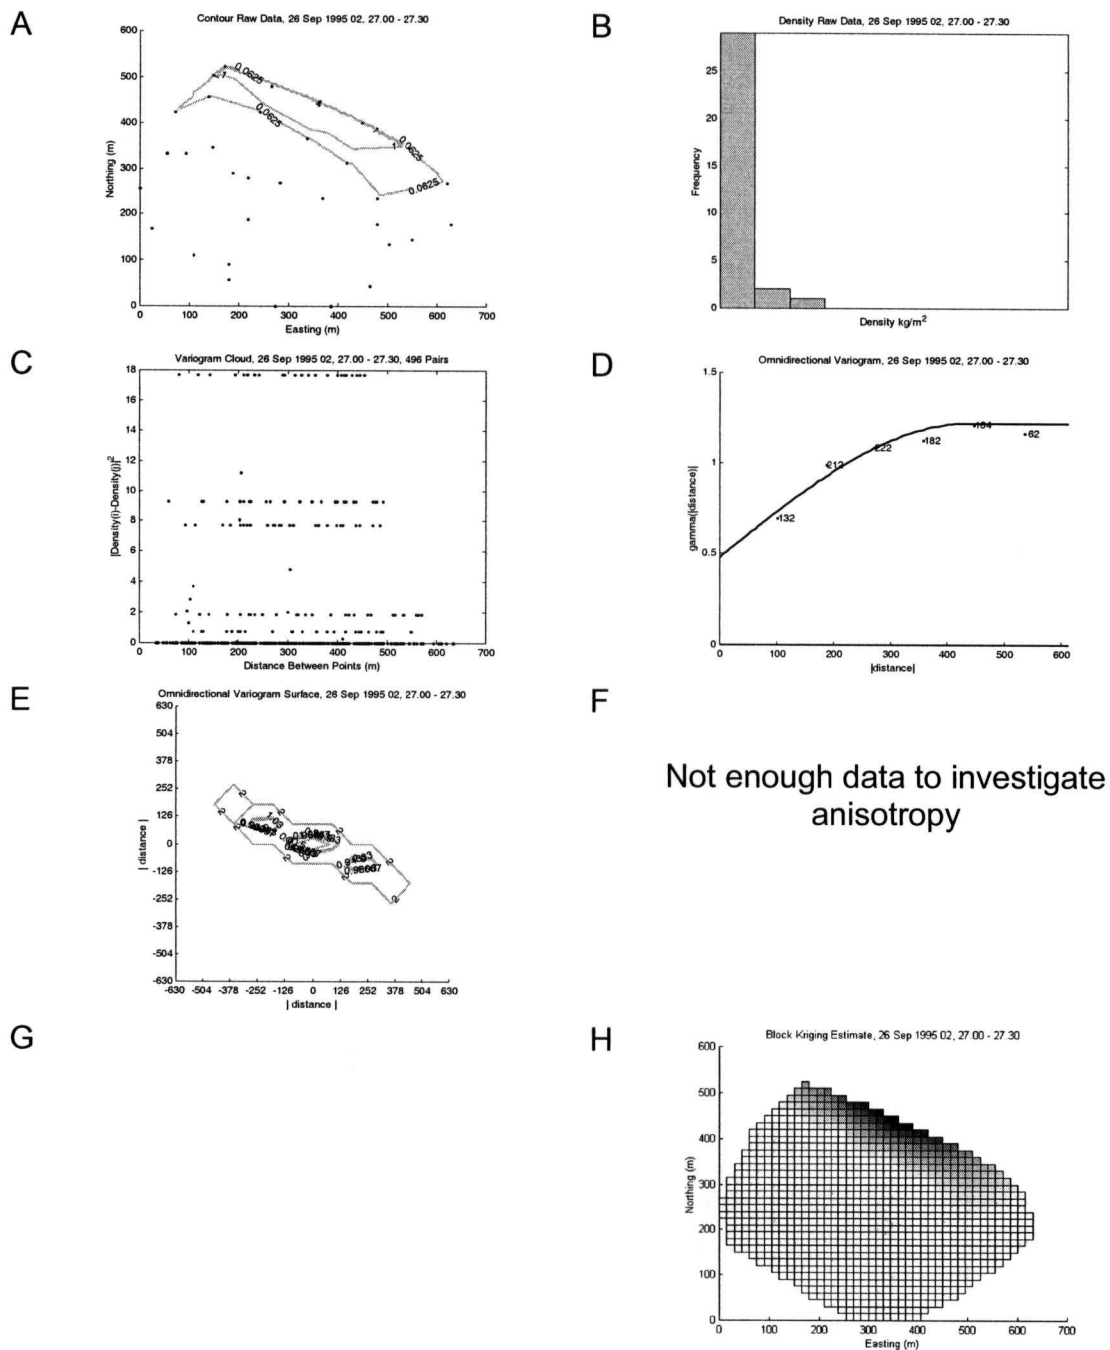 A
Contour Raw Data, 26 Sep 1995 02, 27.00 - 27.30
600
500
400
300
200
100
0
Northing (m)
0.0625
1
4
0.0625
0.0625
1
0.0625
0 100 200 300 400 500 600 700
Easting (m)
B
Density Raw Data, 26 Sep 1995 02, 27.00 - 27.30
25
20
15
10
5
0
Frequency
Density kg/m²
C
Variogram Cloud, 26 Sep 1995 02, 27.00 - 27.30, 496 Pairs
18
16
14
12
10
8
6
4
2
0
|Density(i)-Density(j)|²
0 100 200 300 400 500 600 700
Distance Between Points (m)
D
Omnidirectional Variogram, 26 Sep 1995 02, 27.00 - 27.30
1.5
1
0.5
0
gamma(|distance)|
132
212
222
182
164
62
0 100 200 300 400 500 600
|distance|
E
Omnidirectional Variogram Surface, 26 Sep 1995 02, 27.00 - 27.30
630
504
378
252
126
0
-126
-252
-378
-504
-630
| distance |
2
2
2
2
2
2
2
-630 -504 -378 -252 -126 0 126 252 378 504 630
| distance |
F
Not enough data to investigate
anisotropy
G
H
Block Kriging Estimate, 26 Sep 1995 02, 27.00 - 27.30
600
500
400
300
200
100
0
Northing (m)
0 100 200 300 400 500 600 700
Easting (m)